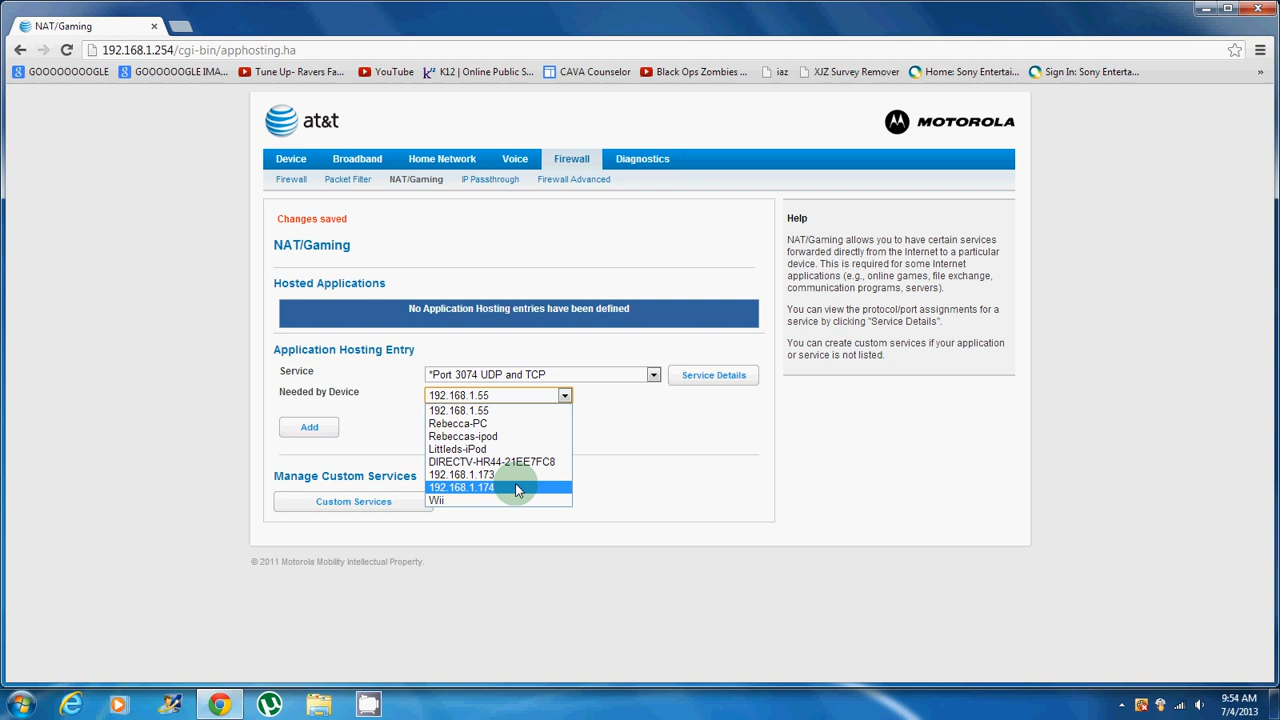 NAT/Gaming
192.168.1.254/cgi-bin/apphosting.ha
GOOOOOOOGLE
GOOOOOOGLE IMA...
Tune Up- Ravers Fa...
YouTube
K12 | Online Public S...
CAVA Counselor
Black Ops Zombies ...
iaz
XJZ Survey Remover
Home: Sony Entertai...
Sign In: Sony Enterta...
»
at&t
MOTOROLA
Device
Broadband
Home Network
Voice
Firewall
Diagnostics
Firewall
Packet Filter
NAT/Gaming
IP Passthrough
Firewall Advanced
Changes saved
NAT/Gaming
Hosted Applications
No Application Hosting entries have been defined
Application Hosting Entry
Service
*Port 3074 UDP and TCP
Service Details
Needed by Device
192.168.1.55
192.168.1.55
Rebecca-PC
Rebeccas-ipod
Littleds-iPod
DIRECTV-HR44-21EE7FC8
192.168.1.173
192.168.1.174
Wii
Add
Manage Custom Services
Custom Services
Help
NAT/Gaming allows you to have certain services
forwarded directly from the Internet to a particular
device. This is required for some Internet
applications (e.g., online games, file exchange,
communication programs, servers).
You can view the protocol/port assignments for a
service by clicking "Service Details".
You can create custom services if your application
or service is not listed.
© 2011 Motorola Mobility Intellectual Property.
9:54 AM
7/4/2013